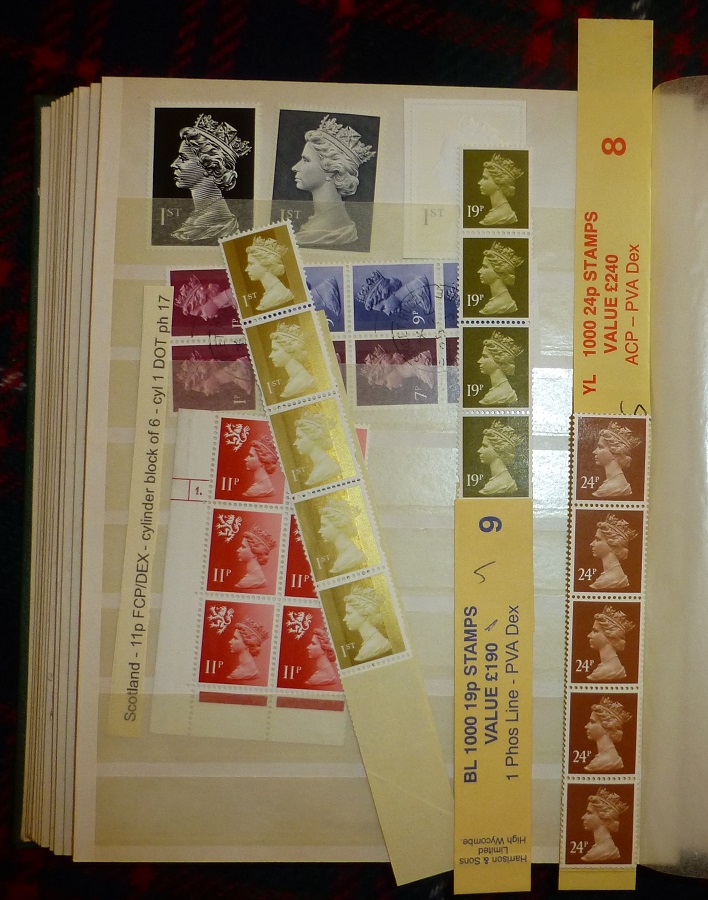 1ST
1ST
1ST
1ST
1ST
1ST
1ST
1ST
9P
7P
Scotland - 11p FCP/DEX - cylinder block of 6 - cyl 1 DOT ph 17
1.
11P
11P
11P
11P
11P
19P
19P
19P
19P
9
BL 1000 19p STAMPS
VALUE £190
1 Phos Line - PVA Dex
Harrison & Sons
Limited
High Wycombe
8
YL 1000 24p STAMPS
VALUE £240
ACP – PVA Dex
24P
24P
24P
24P
24P